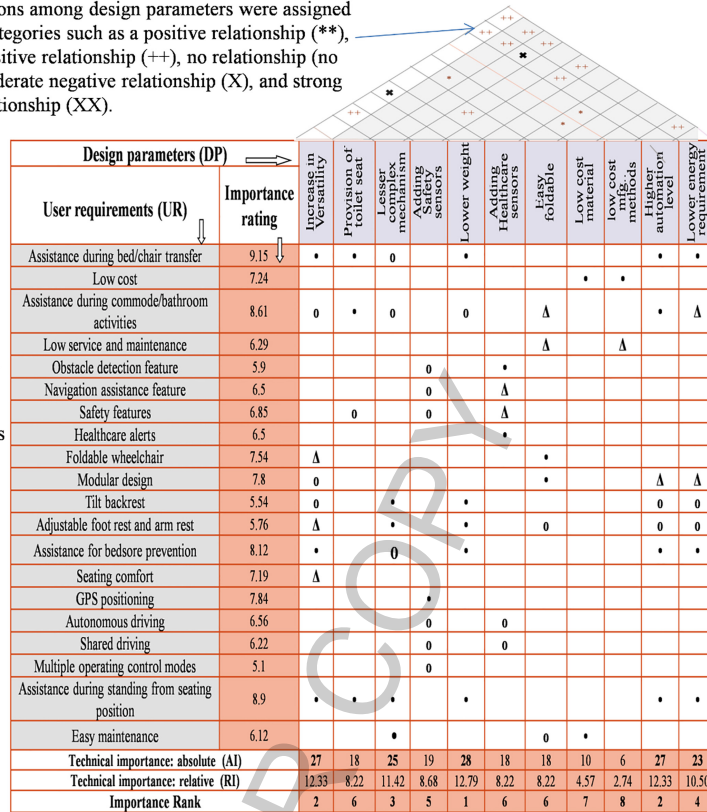 ons among design parameters were assigned
tegories such as a positive relationship (**),
sitive relationship (++), no relationship (no
derate negative relationship (X), and strong
tionship (XX).
++ ++
++ ++ ++
✖
++
* ++
✖
++ ++ *
* ++
Design parameters (DP)
User requirements (UR)
Importance rating
Increase in Versatility
Provision of toilet seat
Lesser complex mechanism
Adding Safety sensors
Lower weight
Adding Healthcare sensors
Easy foldable
Low cost material
low cost mfg.. methods
Higher automation level
Lower energy requirement
Assistance during bed/chair transfer 9.15 • • o • • •
Low cost 7.24 • •
Assistance during commode/bathroom activities 8.61 o • o o Δ • Δ
Low service and maintenance 6.29 Δ Δ
Obstacle detection feature 5.9 o •
Navigation assistance feature 6.5 o Δ
Safety features 6.85 o o Δ
s
Healthcare alerts 6.5 •
Foldable wheelchair 7.54 Δ •
Modular design 7.8 o • Δ Δ
Tilt backrest 5.54 o • • o o
Adjustable foot rest and arm rest 5.76 Δ • • o o o
Assistance for bedsore prevention 8.12 • 0 • • •
Seating comfort 7.19 Δ
GPS positioning 7.84 •
Autonomous driving 6.56 o o
Shared driving 6.22 o o
Multiple operating control modes 5.1 o
Assistance during standing from seating position 8.9 • • • • • •
Easy maintenance 6.12 • o •
Technical importance: absolute (AI) 27 18 25 19 28 18 18 10 6 27 23
Technical importance: relative (RI) 12.33 8.22 11.42 8.68 12.79 8.22 8.22 4.57 2.74 12.33 10.50
Importance Rank 2 6 3 5 1 6 6 7 8 2 4
R COPY